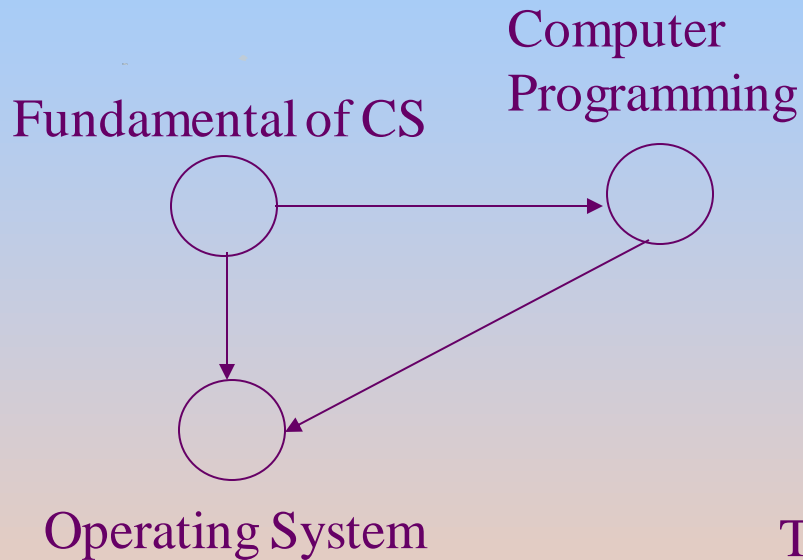 Computer
Programming
Fundamental of CS
Operating System
T